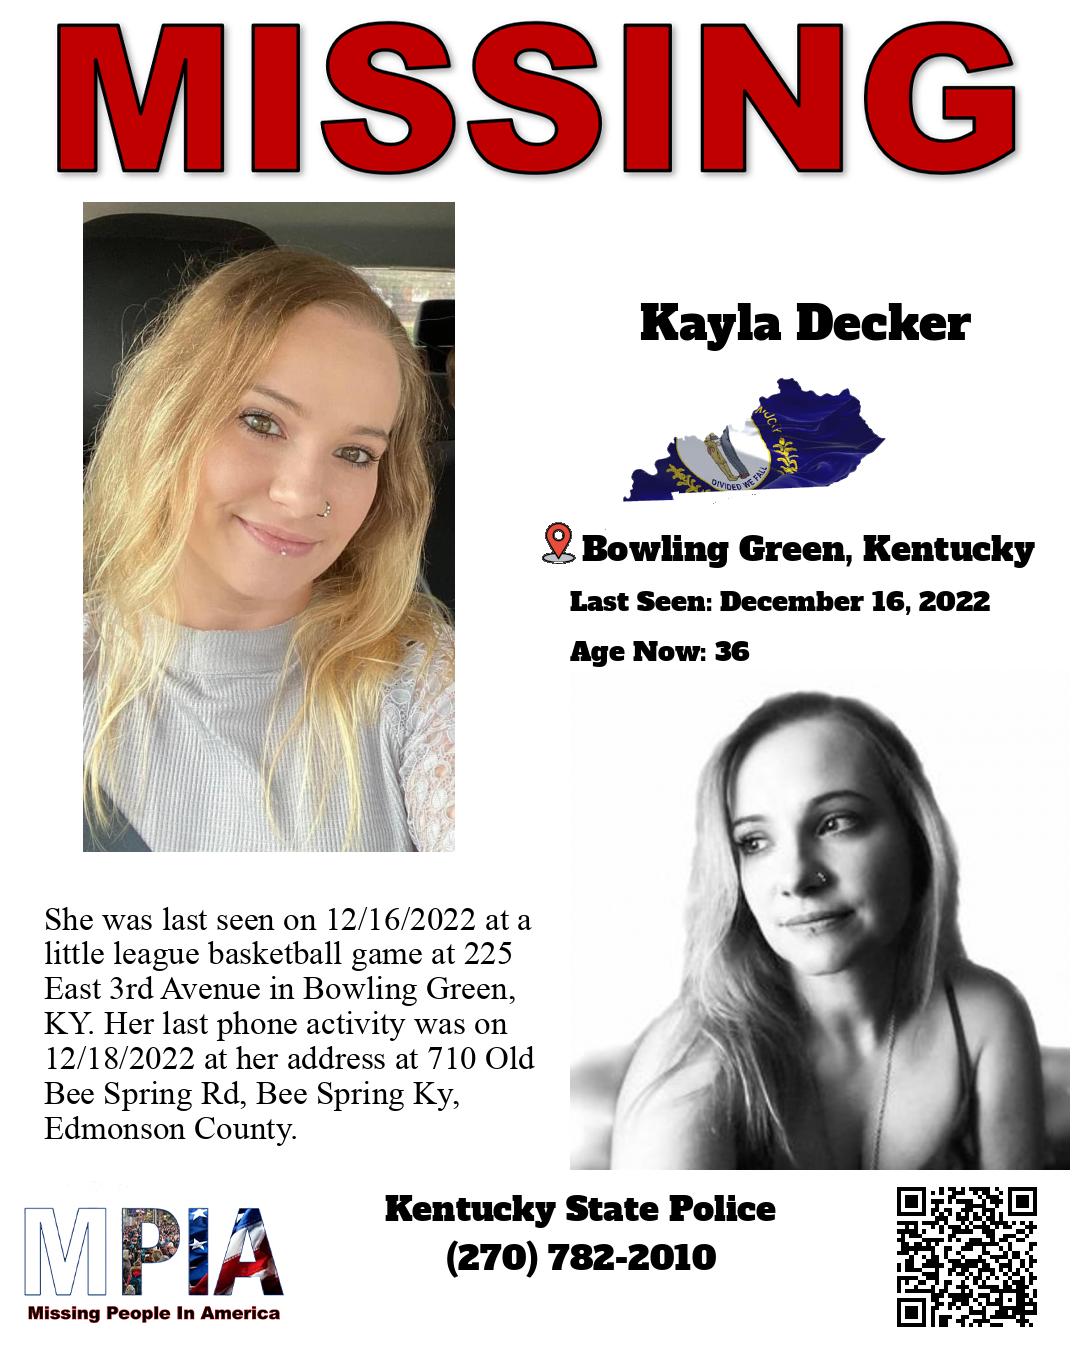 MISSING
Kayla Decker
DIVIDED WE FALL
Bowling Green, Kentucky
Last Seen: December 16, 2022
Age Now: 36
She was last seen on 12/16/2022 at a
little league basketball game at 225
East 3rd Avenue in Bowling Green,
KY. Her last phone activity was on
12/18/2022 at her address at 710 Old
Bee Spring Rd, Bee Spring Ky,
Edmonson County.
MPIA
Missing People In America
Kentucky State Police
(270) 782-2010